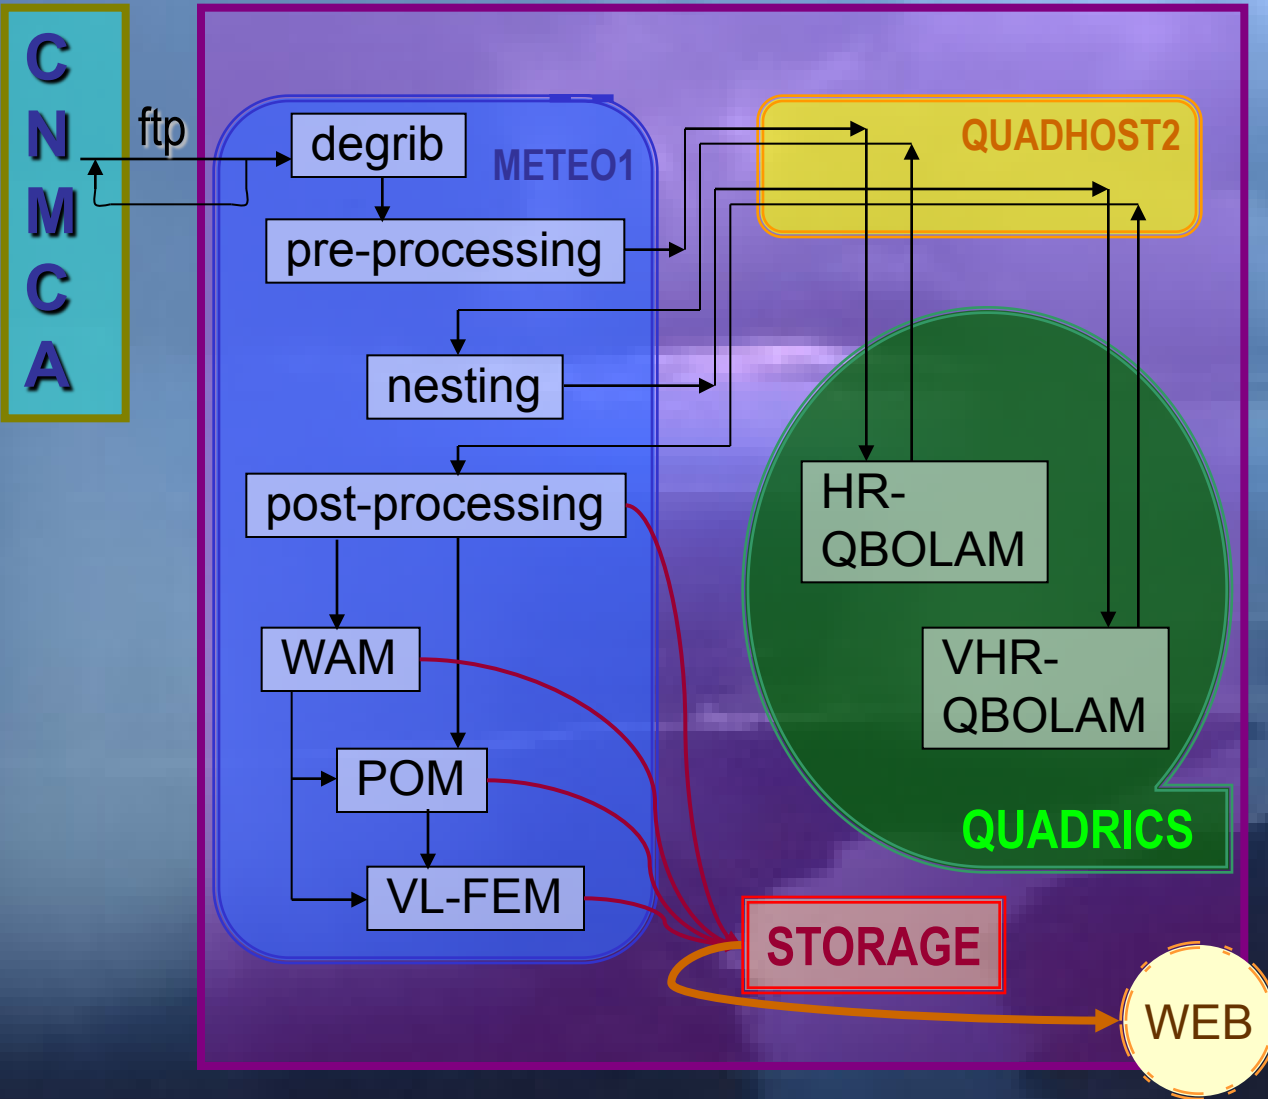 C
N
M
C
A
ftp
degrib
METEO1
QUADHOST2
pre-processing
nesting
post-processing
HR-
QBOLAM
WAM
VHR-
QBOLAM
POM
QUADRICS
VL-FEM
STORAGE
WEB